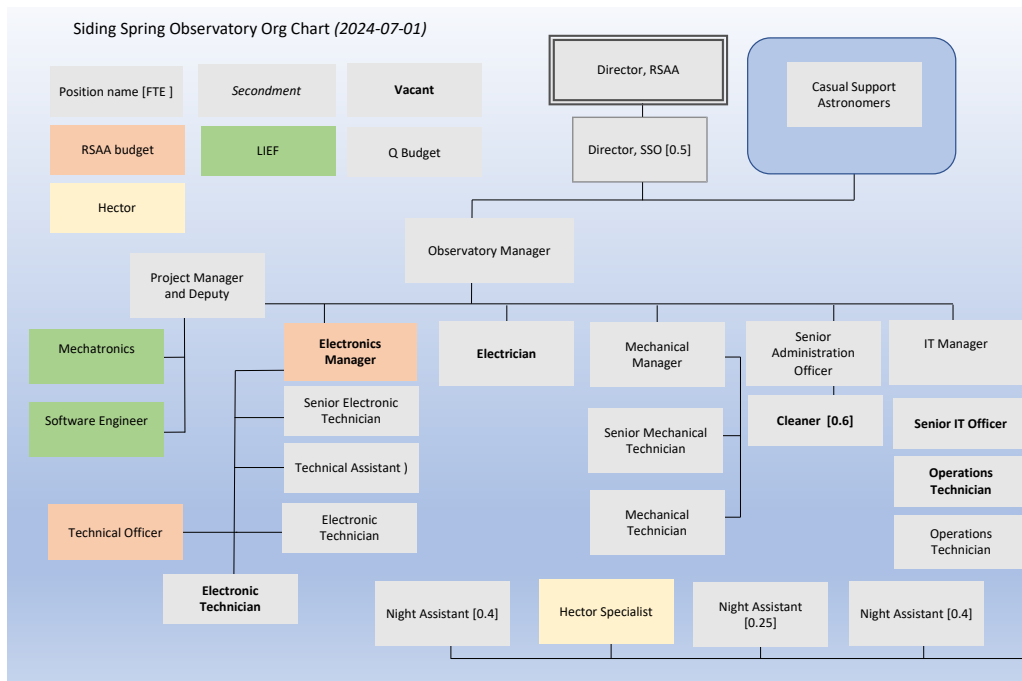 Siding Spring Observatory Org Chart (2024-07-01)
Position name [FTE ]
Secondment
Vacant
RSAA budget
LIEF
Q Budget
Hector
Director, RSAA
Casual Support
Astronomers
Director, SSO [0.5]
Observatory Manager
Project Manager
and Deputy
Mechatronics
Software Engineer
Electronics
Manager
Senior Electronic
Technician
Technical Assistant )
Electronic
Technician
Technical Officer
Electronic
Technician
Electrician
Mechanical
Manager
Senior Mechanical
Technician
Mechanical
Technician
Senior
Administration
Officer
Cleaner [0.6]
IT Manager
Senior IT Officer
Operations
Technician
Operations
Technician
Night Assistant [0.4]
Hector Specialist
Night Assistant
[0.25]
Night Assistant [0.4]